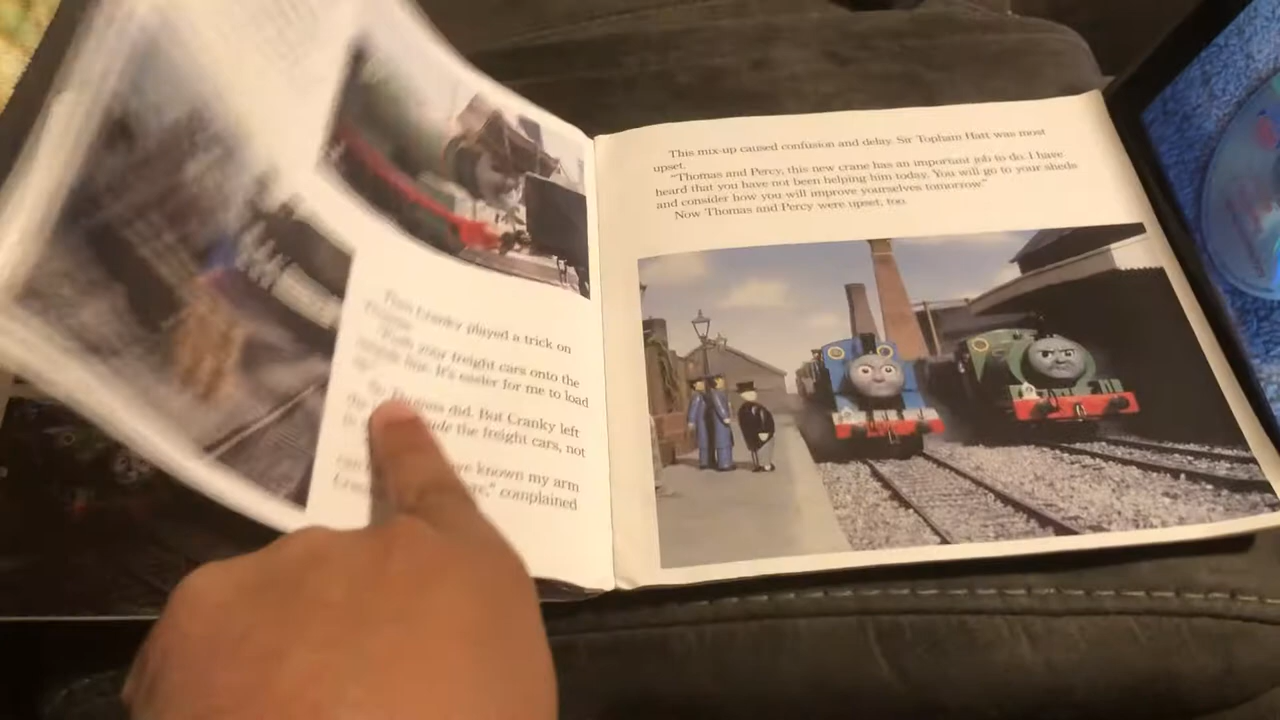 Cranky played a trick on
your freight cars onto the
It's easier for me to load
did. But Cranky left
the freight cars, not
known my arm
complained
This mix-up caused confusion and delay. Sir Topham Hatt was most
upset.
"Thomas and Percy, this new crane has an important job to do. I have
heard that you have not been helping him today. You will go to your sheds
and consider how you will improve yourselves tomorrow."
Now Thomas and Percy were upset, too.